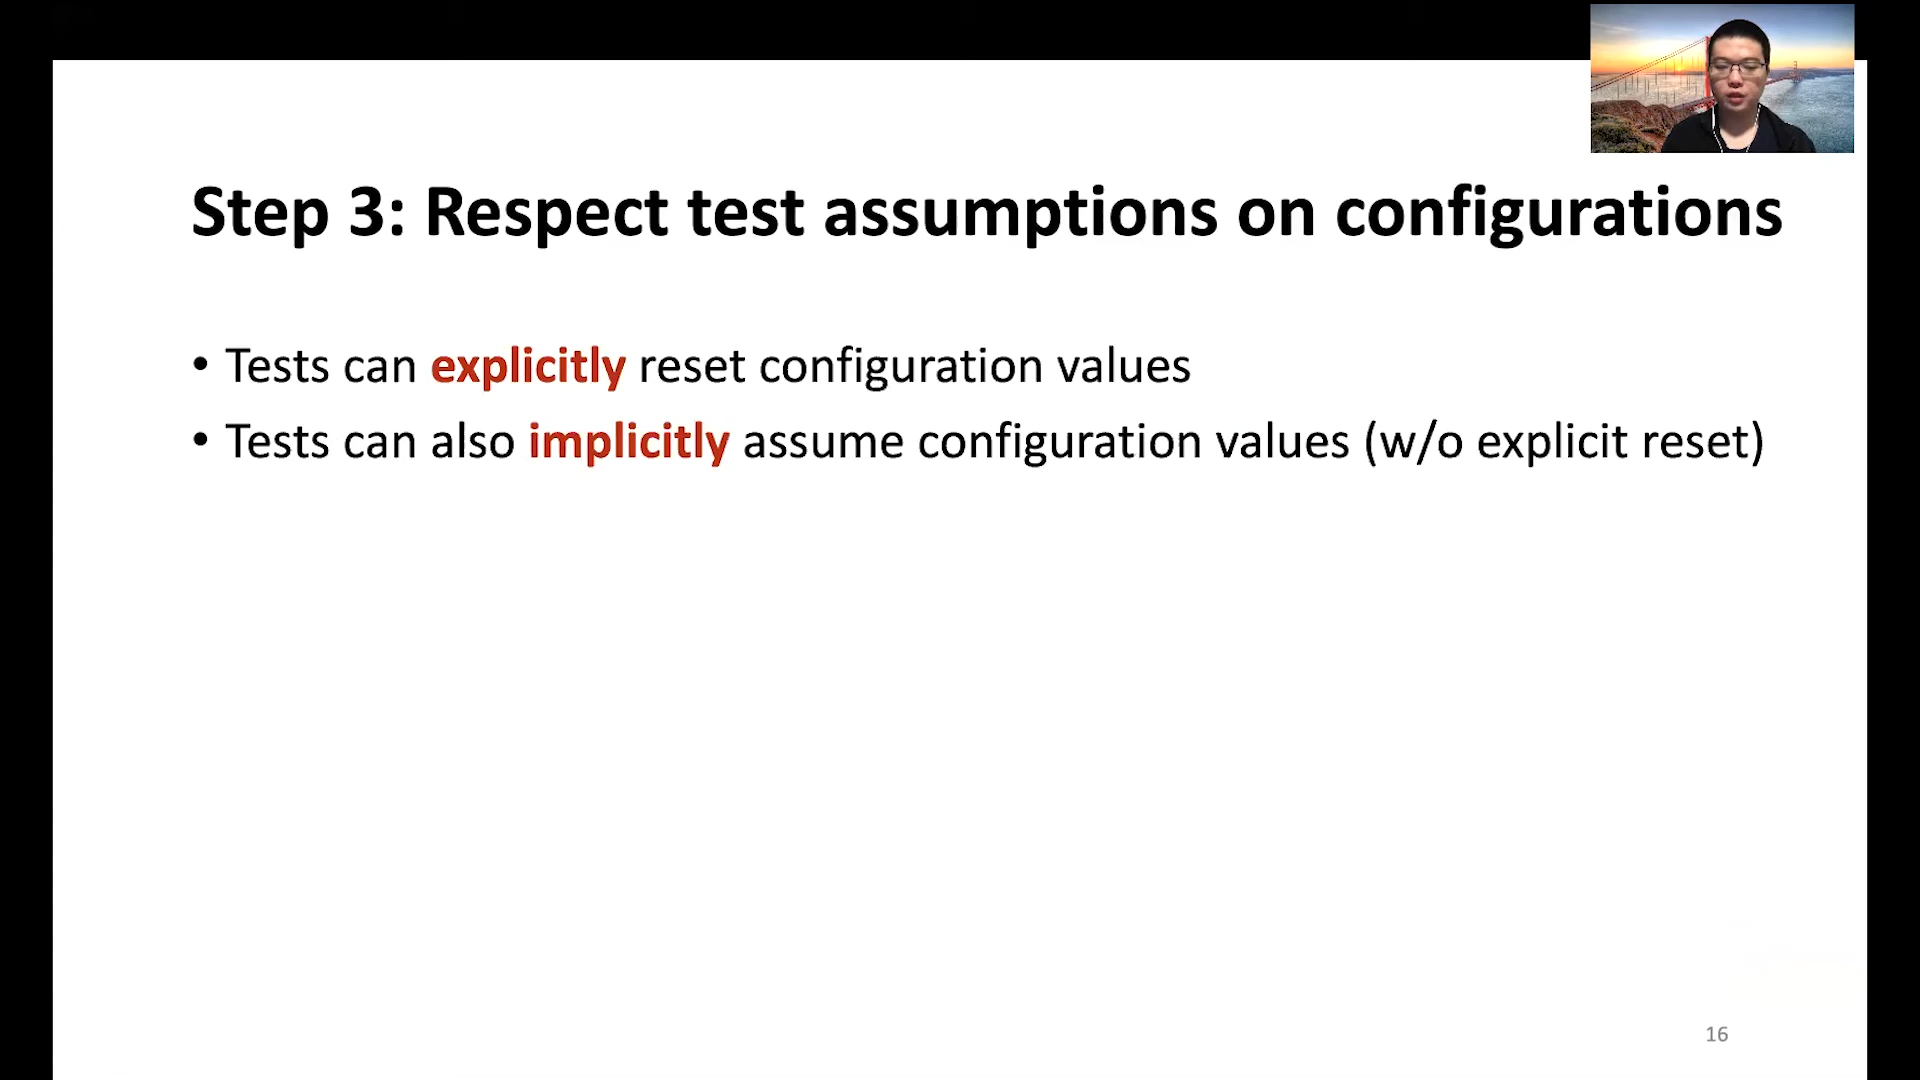 Step 3: Respect test assumptions on configurations
• Tests can explicitly reset configuration values
• Tests can also implicitly assume configuration values (w/o explicit reset)
16